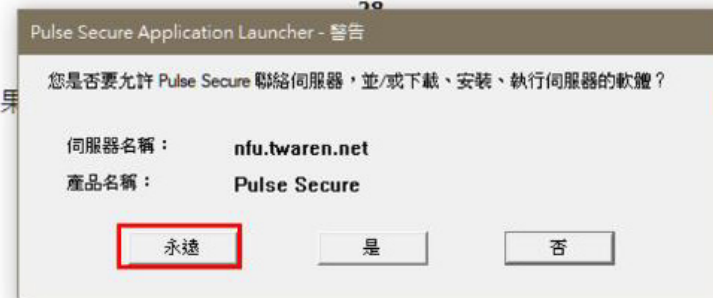 28
Pulse Secure Application Launcher - 警告
您是否要允許 Pulse Secure 聯絡伺服器，並/或下載、安裝、執行伺服器的軟體？
果
伺服器名稱： nfu.twaren.net
產品名稱： Pulse Secure
永遠 是 否